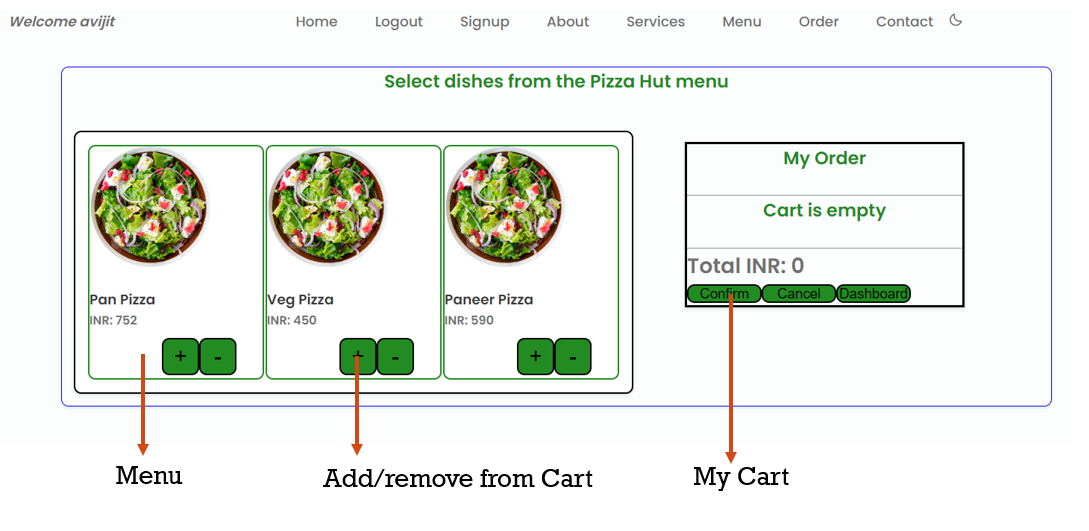 Welcome avijit
Home Logout Signup About Services Menu Order Contact
Select dishes from the Pizza Hut menu
Pan Pizza
INR: 752
+ -
Veg Pizza
INR: 450
+ -
Paneer Pizza
INR: 590
+ -
My Order
Cart is empty
Total INR: 0
Confirm Cancel Dashboard
Menu
Add/remove from Cart
My Cart